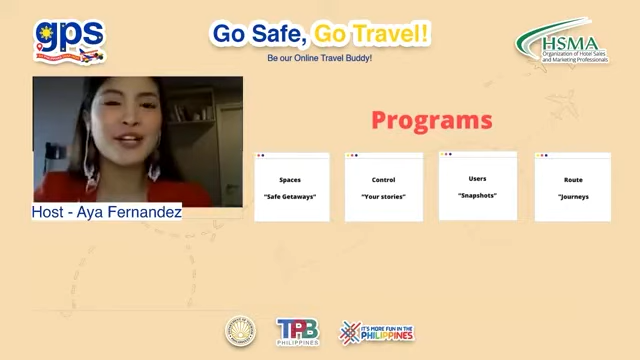 gps
Go Safe, Go Travel!
Be our Online Travel Buddy!
HSMA
Organization of Hotel Sales
and Marketing Professionals
Programs
Spaces
“Safe Getaways”
Control
“Your stories”
Users
“Snapshots”
Route
“Journeys
Host - Aya Fernandez
TPB
PHILIPPINES
IT'S MORE FUN IN THE
PHILIPPINES